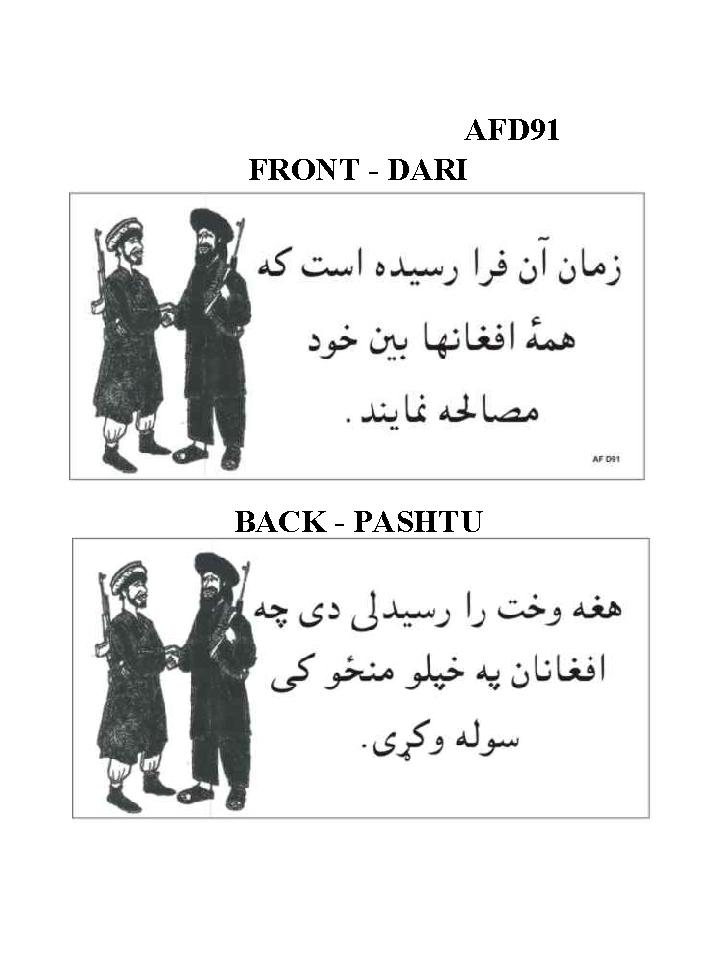 AFD91
FRONT - DARI
زمان آن فرا رسیده است که
همهٔ افغانها بین خود
مصالحه نمایند .
AF D91
BACK - PASHTU
هغه وخت را رسیدلی دی چه
افغانان په خپلو منځو کی
سوله وکړی.